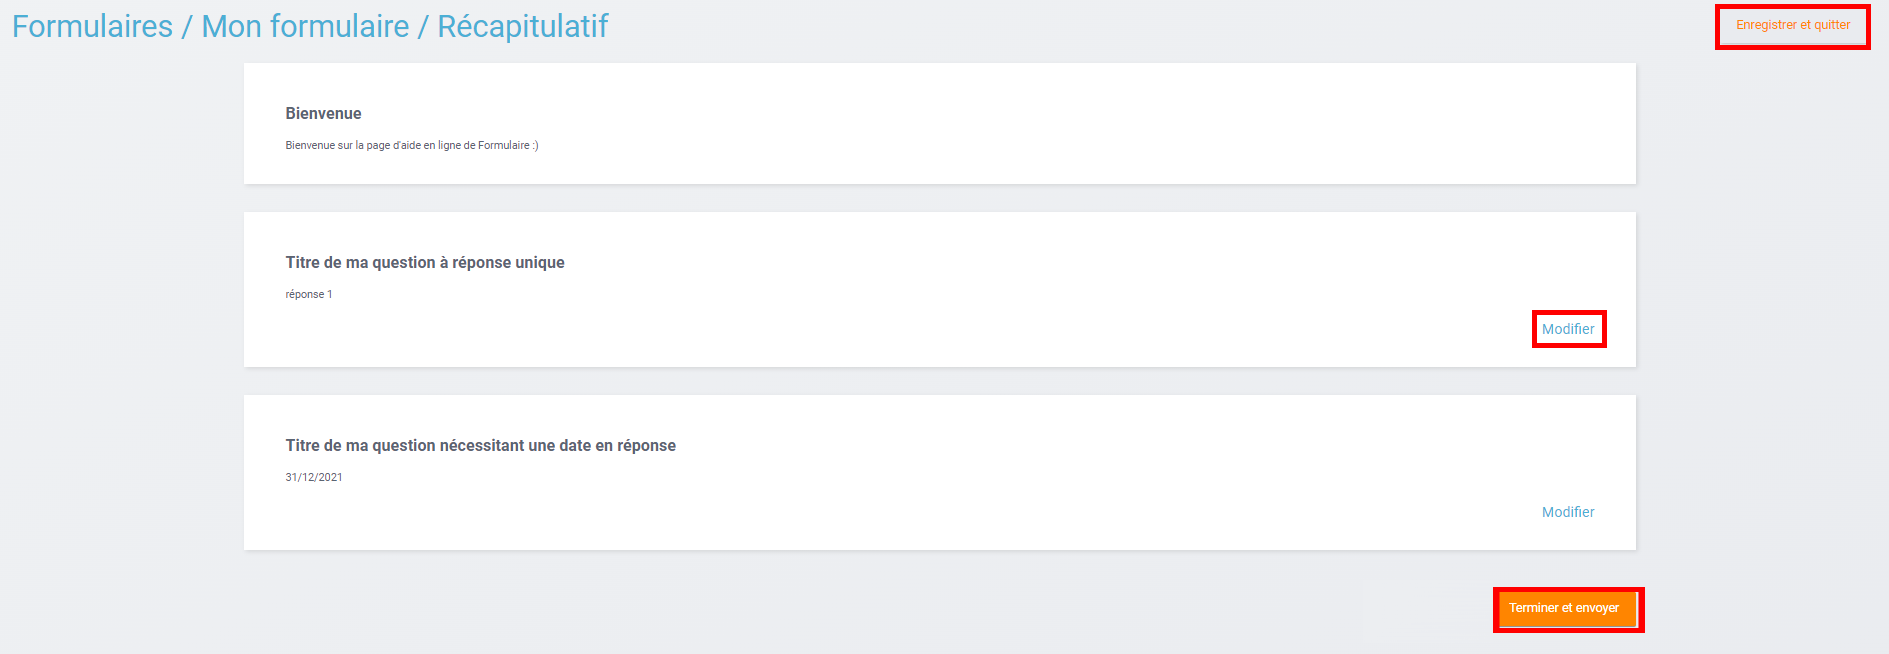 Formulaires / Mon formulaire / Récapitulatif
Enregistrer et quitter
Bienvenue
Bienvenue sur la page d'aide en ligne de Formulaire :)
Titre de ma question à réponse unique
réponse 1
Modifier
Titre de ma question nécessitant une date en réponse
31/12/2021
Modifier
Terminer et envoyer